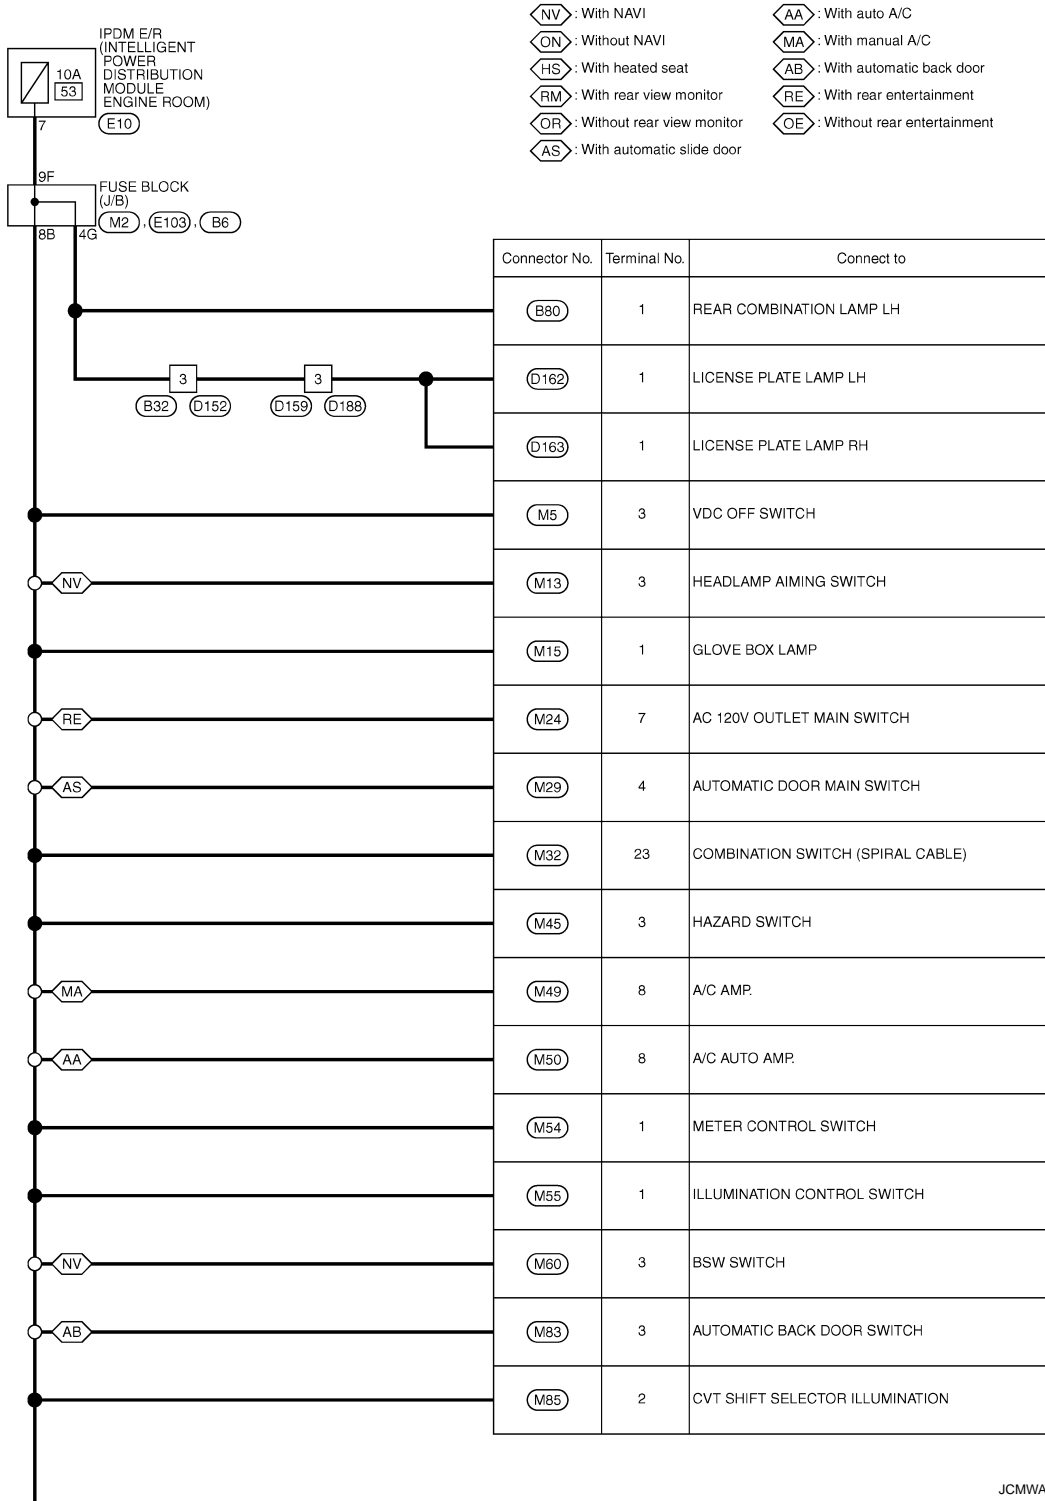 IPDM E/R
(INTELLIGENT
POWER
DISTRIBUTION
MODULE
ENGINE ROOM)
10A
53
E10
7
9F
FUSE BLOCK
(J/B)
M2 , E103 , B6
8B 4G
NV : With NAVI
ON : Without NAVI
HS : With heated seat
RM : With rear view monitor
OR : Without rear view monitor
AS : With automatic slide door
AA : With auto A/C
MA : With manual A/C
AB : With automatic back door
RE : With rear entertainment
OE : Without rear entertainment
Connector No. Terminal No. Connect to
B80 1 REAR COMBINATION LAMP LH
3 3 D162 1 LICENSE PLATE LAMP LH
B32 D152 D159 D188
D163 1 LICENSE PLATE LAMP RH
M5 3 VDC OFF SWITCH
NV M13 3 HEADLAMP AIMING SWITCH
M15 1 GLOVE BOX LAMP
RE M24 7 AC 120V OUTLET MAIN SWITCH
AS M29 4 AUTOMATIC DOOR MAIN SWITCH
M32 23 COMBINATION SWITCH (SPIRAL CABLE)
M45 3 HAZARD SWITCH
MA M49 8 A/C AMP.
AA M50 8 A/C AUTO AMP.
M54 1 METER CONTROL SWITCH
M55 1 ILLUMINATION CONTROL SWITCH
NV M60 3 BSW SWITCH
AB M83 3 AUTOMATIC BACK DOOR SWITCH
M85 2 CVT SHIFT SELECTOR ILLUMINATION
JCMWA